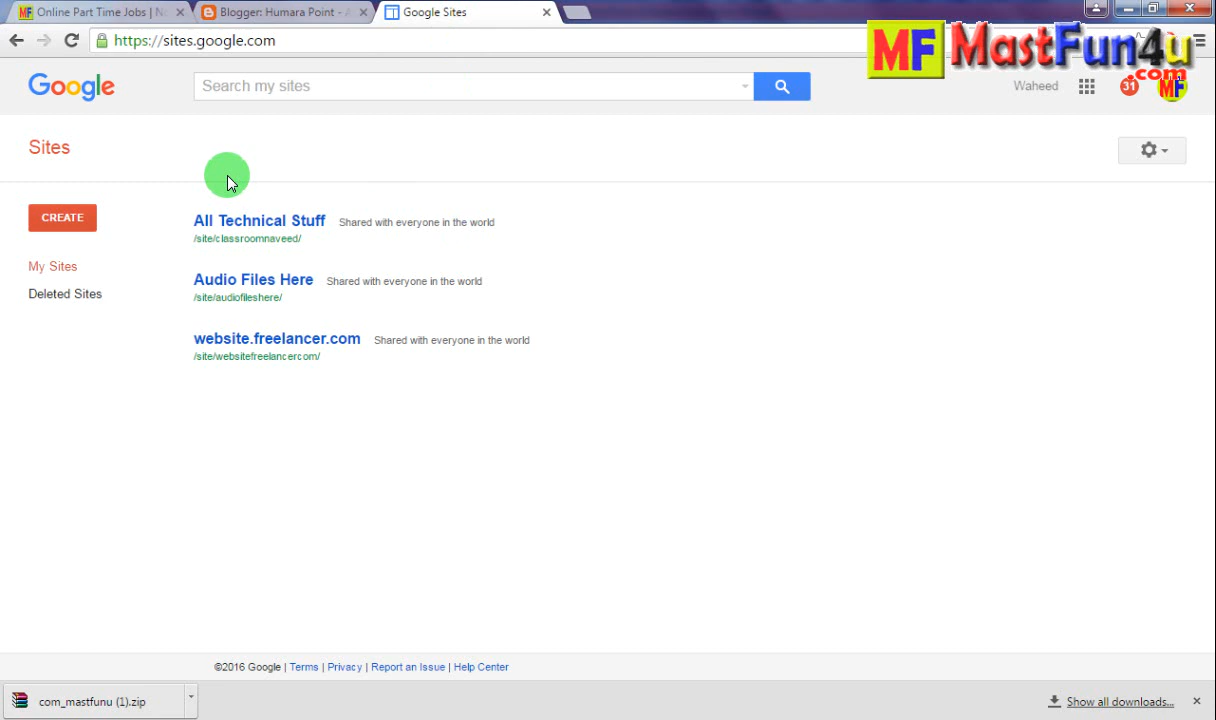 MF Online Part Time Jobs | No
Blogger: Humara Point - A
Google Sites
https://sites.google.com
MF MastFun4u
.com
Google
Search my sites
Waheed
31
MF
Sites
CREATE
My Sites
Deleted Sites
All Technical Stuff Shared with everyone in the world
/site/classroomnaveed/
Audio Files Here Shared with everyone in the world
/site/audiofileshere/
website.freelancer.com Shared with everyone in the world
/site/websitefreelancercom/
©2016 Google | Terms | Privacy | Report an Issue | Help Center
com_mastfunu (1).zip
Show all downloads...